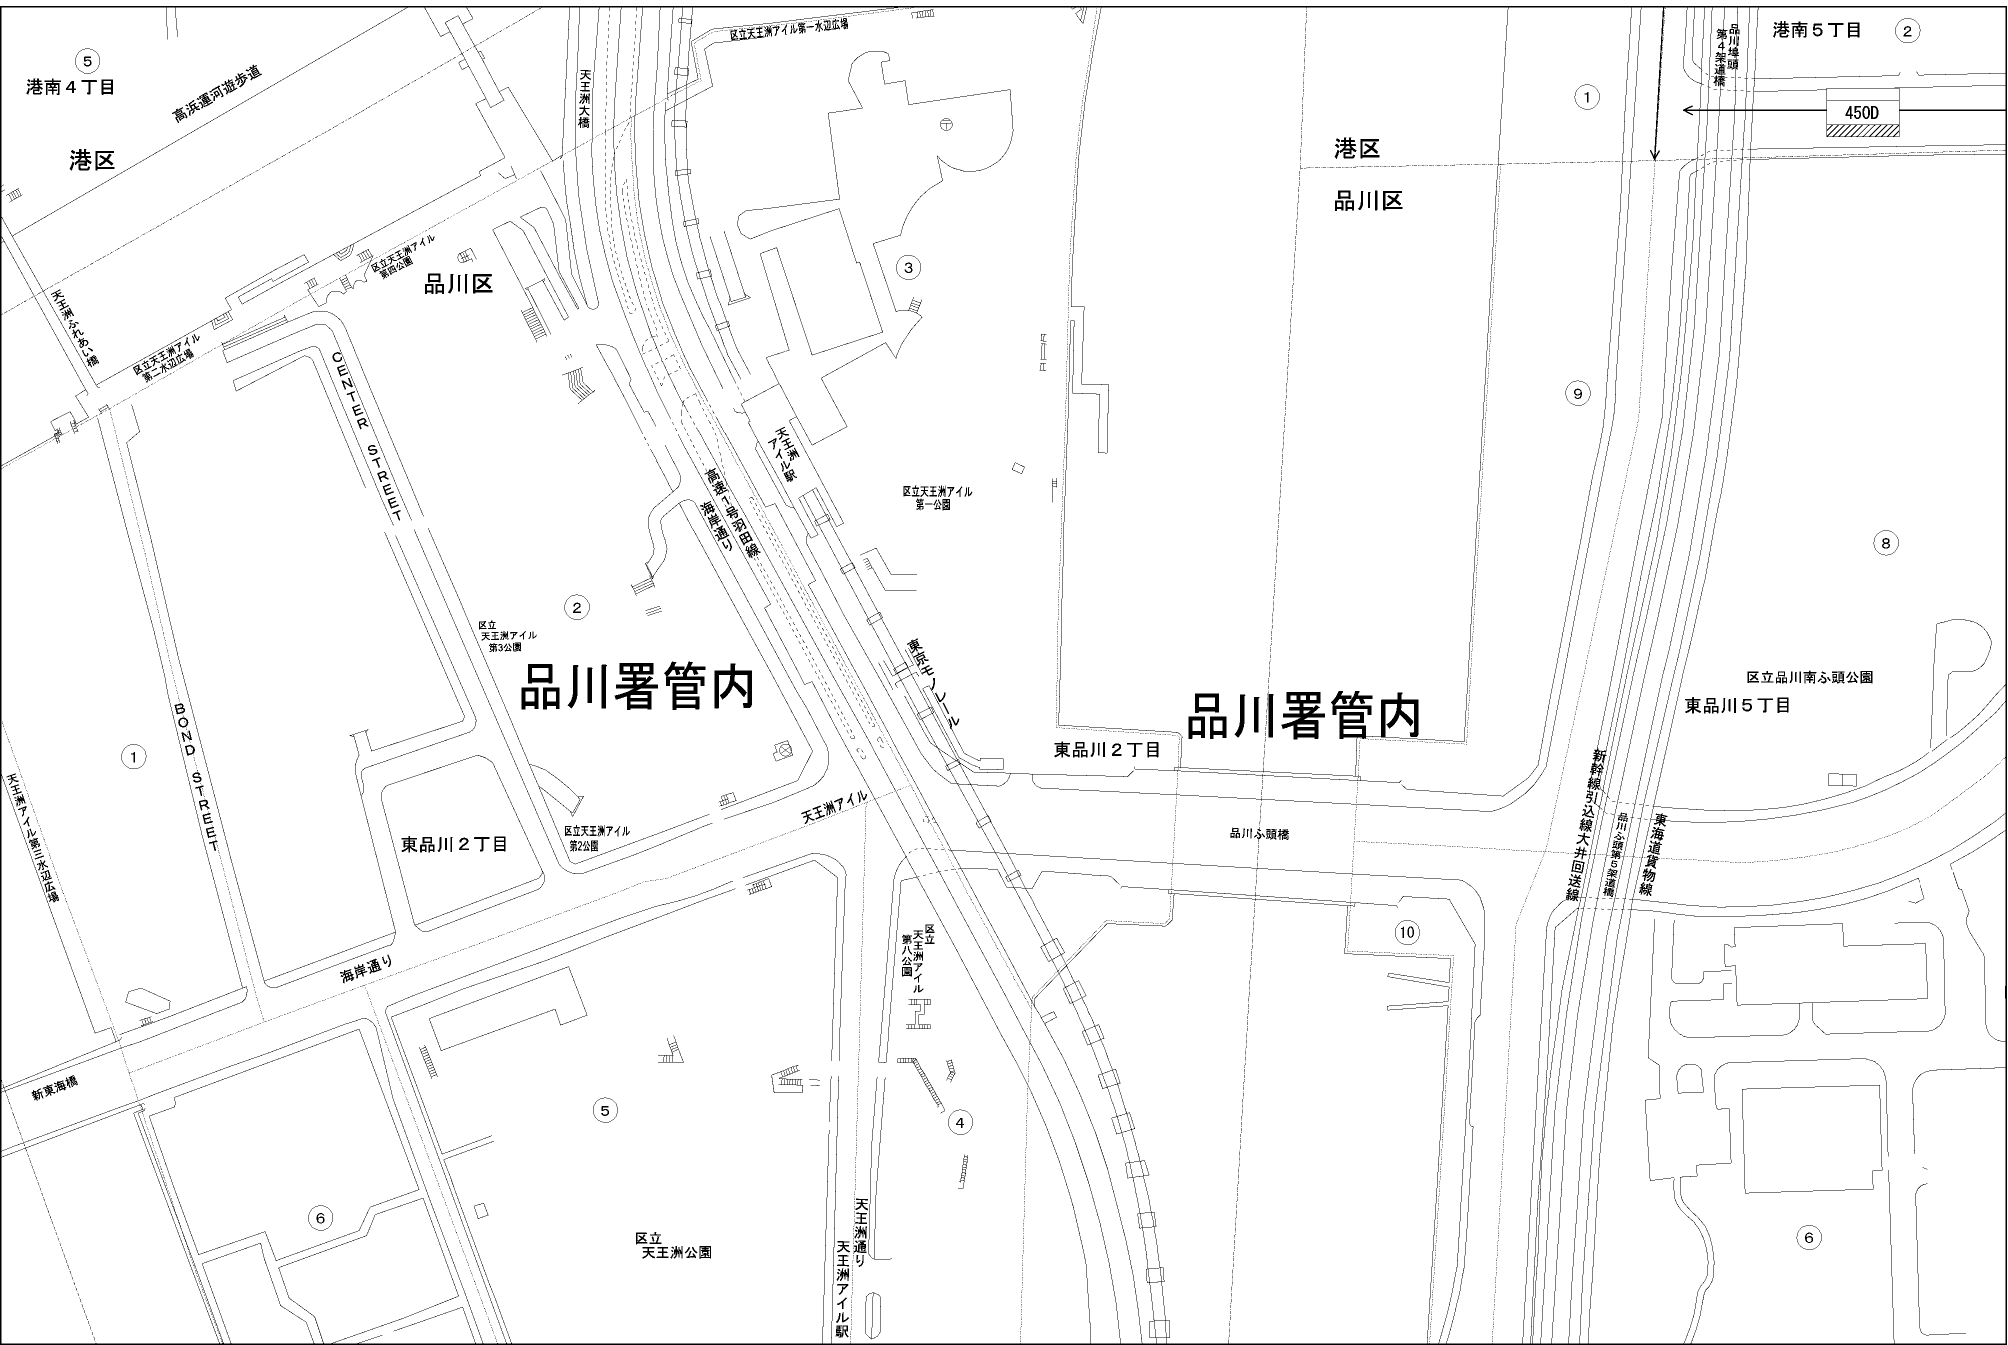 5
港南４丁目
高浜運河遊歩道
港区
天王洲大橋
区立天王洲アイル第一水辺広場
1
港区
品川区
品川埠頭
第４架道橋
港南５丁目
2
450D
区立天王洲アイル
第四公園
品川区
天王洲ふれあい橋
区立天王洲アイル
第二水辺広場
3
CENTER STREET
天王洲
アイル駅
9
高速１号羽田線
海岸通り
区立天王洲アイル
第一公園
8
2
区立
天王洲アイル
第3公園
品川署管内
東京モノレール
品川署管内
区立品川南ふ頭公園
東品川５丁目
BOND STREET
1
天王洲アイル第三水辺広場
東品川２丁目
新幹線引込線大井回送線
品川ふ頭第５架道橋
東海道貨物線
天王洲アイル
東品川２丁目
区立天王洲アイル
第2公園
品川ふ頭橋
区立
天王洲アイル
第八公園
10
海岸通り
新東海橋
5
4
6
区立
天王洲公園
天王洲通り
天王洲アイル駅
6